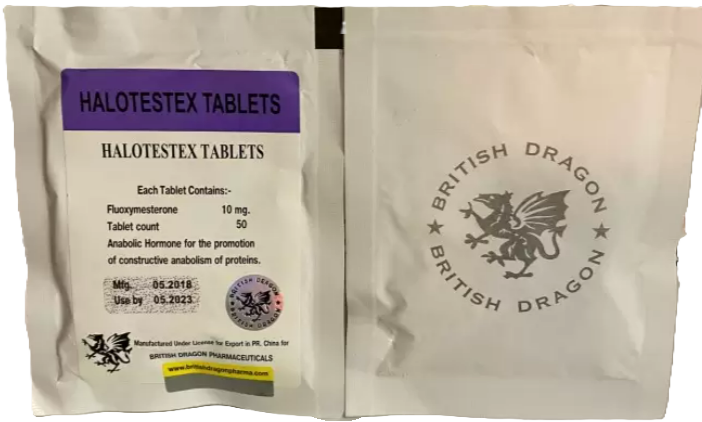 HALOTESTEX TABLETS
HALOTESTEX TABLETS
Each Tablet Contains:-
Fluoxymesterone 10 mg.
Tablet count 50
Anabolic Hormone for the promotion
of constructive anabolism of proteins.
Mfg. 05.2018
Use by 05.2023
BRITISH DRAGON
BRITISH DRAGON
Manufactured Under License for Export in PR. China for
BRITISH DRAGON PHARMACEUTICALS
www.britishdragonpharma.com
BRITISH DRAGON
BRITISH DRAGON